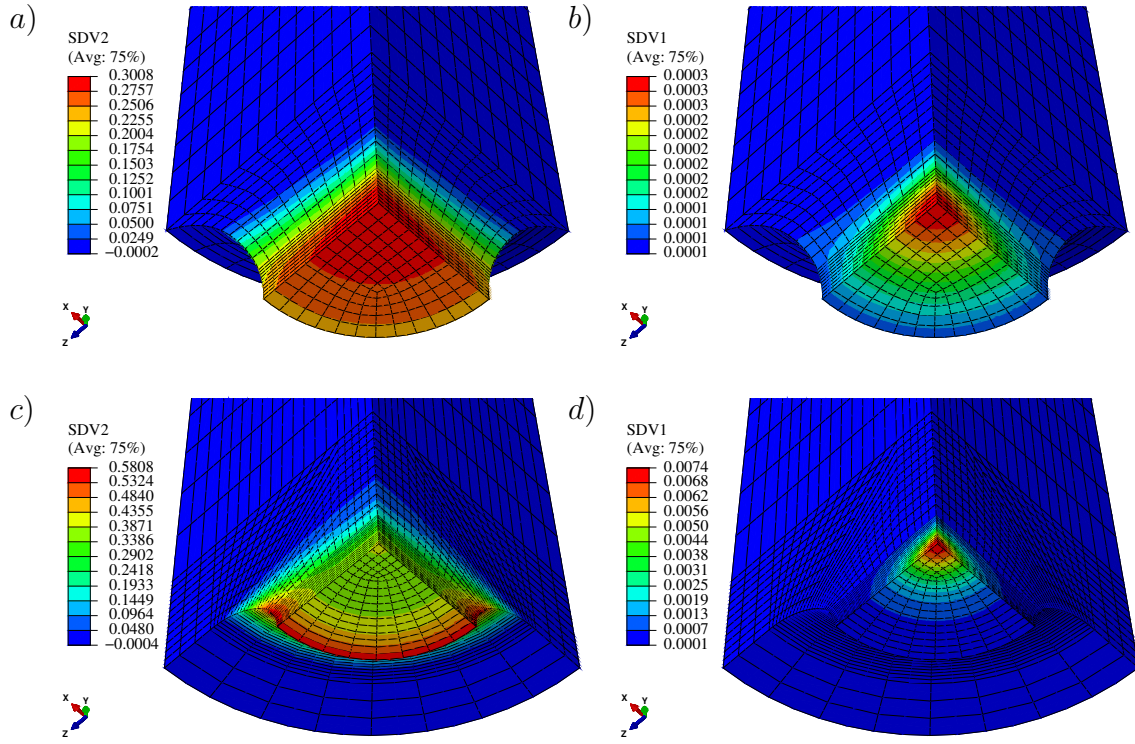 a)
SDV2
(Avg: 75%)
0.3008
0.2757
0.2506
0.2255
0.2004
0.1754
0.1503
0.1252
0.1001
0.0751
0.0500
0.0249
−0.0002
X
Y
Z
b)
SDV1
(Avg: 75%)
0.0003
0.0003
0.0002
0.0002
0.0002
0.0002
0.0002
0.0002
0.0002
0.0001
0.0001
0.0001
0.0001
X
Y
Z
c)
SDV2
(Avg: 75%)
0.5808
0.5324
0.4840
0.4355
0.3871
0.3386
0.2902
0.2418
0.1933
0.1449
0.0964
0.0480
−0.0004
X
Y
Z
d)
SDV1
(Avg: 75%)
0.0074
0.0068
0.0062
0.0056
0.0050
0.0044
0.0038
0.0031
0.0025
0.0019
0.0013
0.0007
0.0001
X
Y
Z